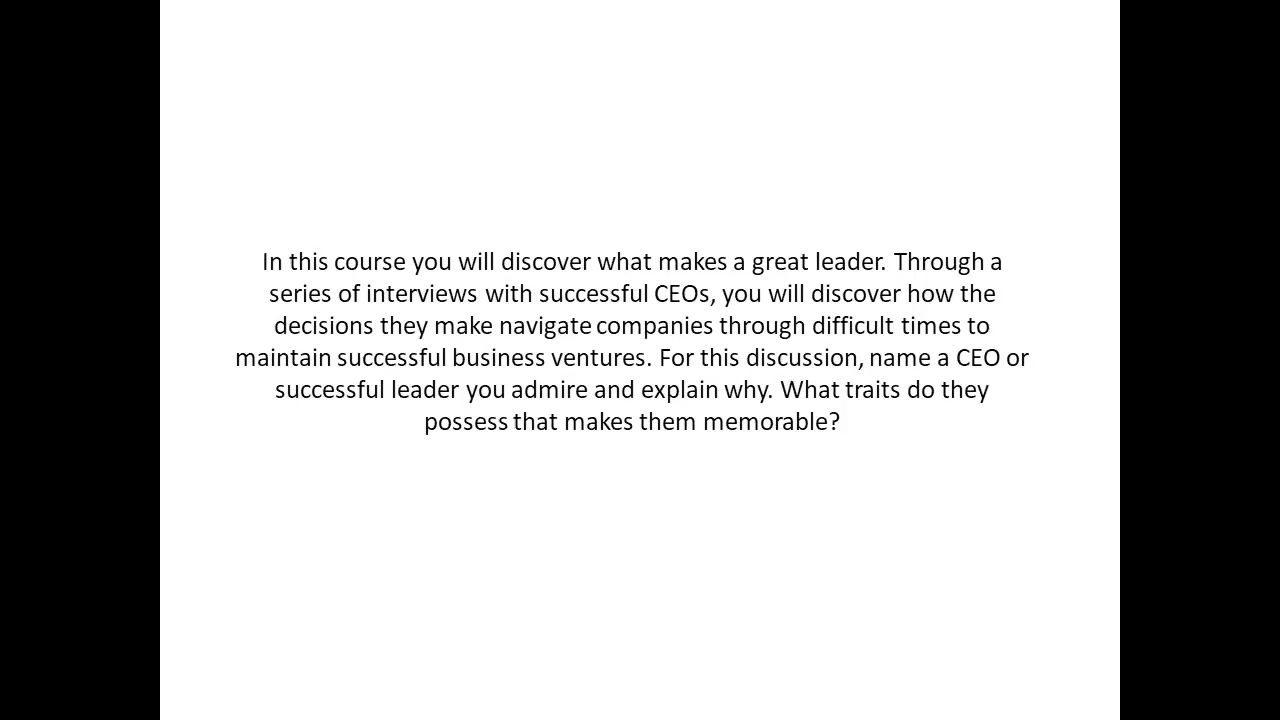 In this course you will discover what makes a great leader. Through a
series of interviews with successful CEOs, you will discover how the
decisions they make navigate companies through difficult times to
maintain successful business ventures. For this discussion, name a CEO or
successful leader you admire and explain why. What traits do they
possess that makes them memorable?